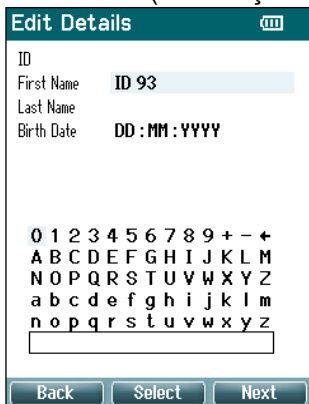 Edit Details
ID
First Name ID 93
Last Name
Birth Date DD:MM:YYYY
0 1 2 3 4 5 6 7 8 9 + - ←
A B C D E F G H I J K L M
N O P Q R S T U V W X Y Z
a b c d e f g h i j k l m
n o p q r s t u v w x y z
Back Select Next